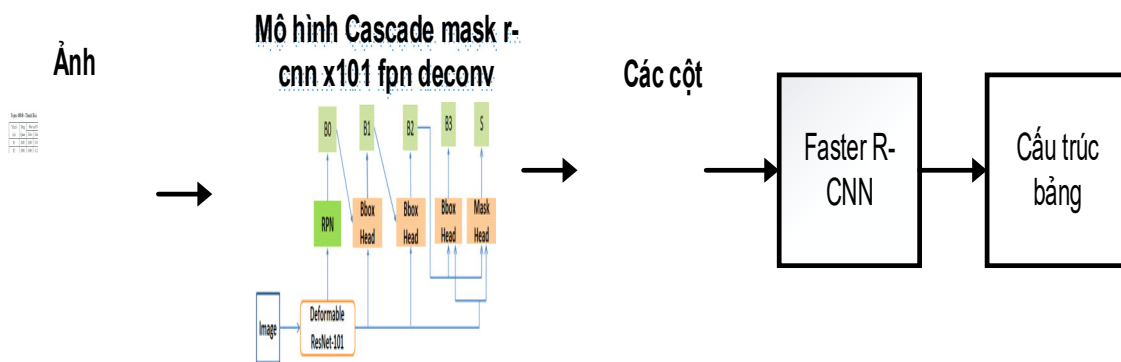 Ảnh
Mô hình Cascade mask r-
cnn x101 fpn deconv
B0
B1
B2
B3
S
RPN
Bbox
Head
Bbox
Head
Bbox
Head
Mask
Head
Image
Deformable
ResNet-101
Các cột
Faster R-
CNN
Cấu trúc
bảng